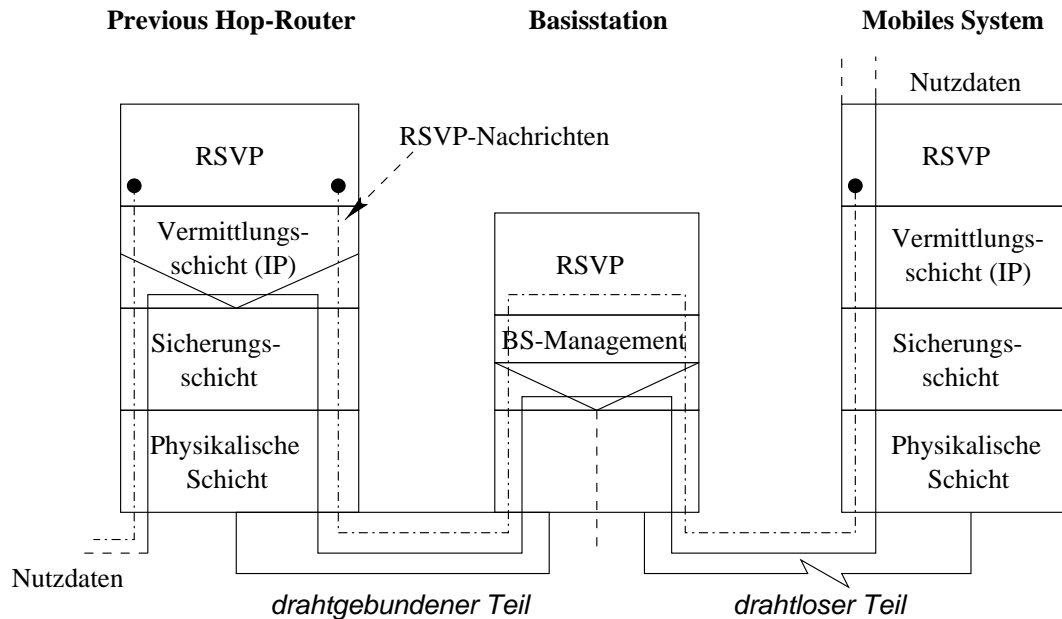 Previous Hop-Router
Basisstation
Mobiles System
Nutzdaten
RSVP-Nachrichten
RSVP
RSVP
Vermittlungs-
schicht (IP)
RSVP
Vermittlungs-
schicht (IP)
BS-Management
Sicherungs-
schicht
Sicherungs-
schicht
Physikalische
Schicht
Physikalische
Schicht
Nutzdaten
drahtgebundener Teil
drahtloser Teil